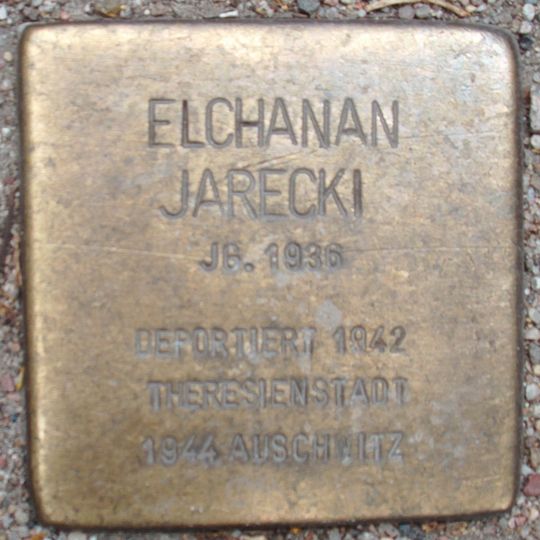 ELCHANAN
JARECKI
JG. 1936
DEPORTIERT 1942
THERESIENSTADT
1944 AUSCHWITZ